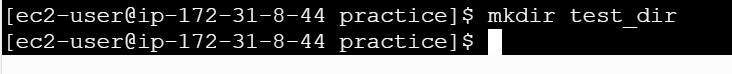 [ec2-user@ip-172-31-8-44 practice]$ mkdir test_dir
[ec2-user@ip-172-31-8-44 practice]$